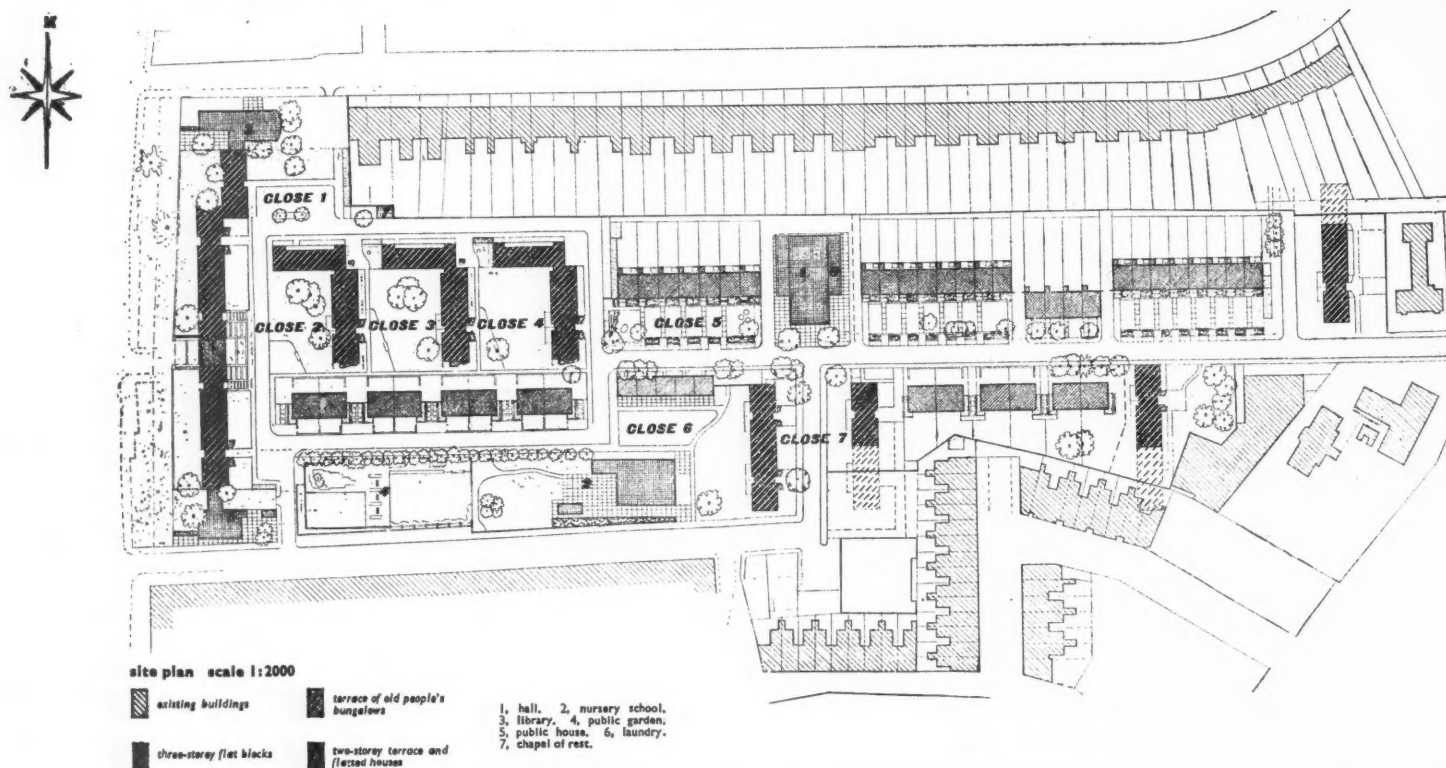 N
CLOSE 1
CLOSE 2
CLOSE 3
CLOSE 4
CLOSE 5
CLOSE 6
CLOSE 7
site plan scale 1:2000
existing buildings
terrace of old people's
bungalows
three-storey flat blocks
two-storey terrace and
flatted houses
1, hall. 2, nursery school.
3, library. 4, public garden.
5, public house. 6, laundry.
7, chapel of rest.